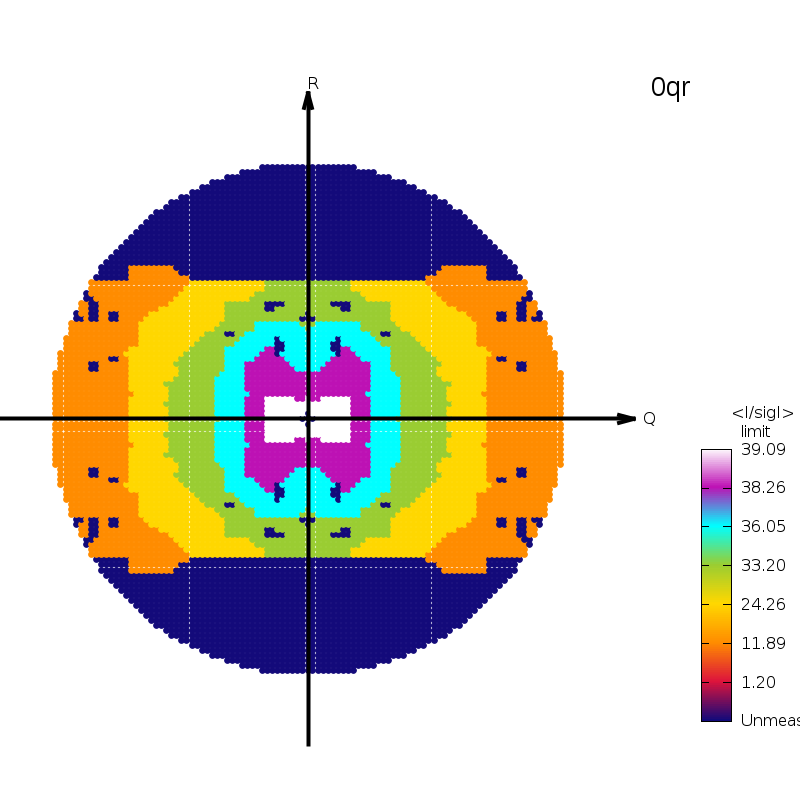 R
0qr
Q
<I/sigI>
limit
39.09
38.26
36.05
33.20
24.26
11.89
1.20
Unmeas